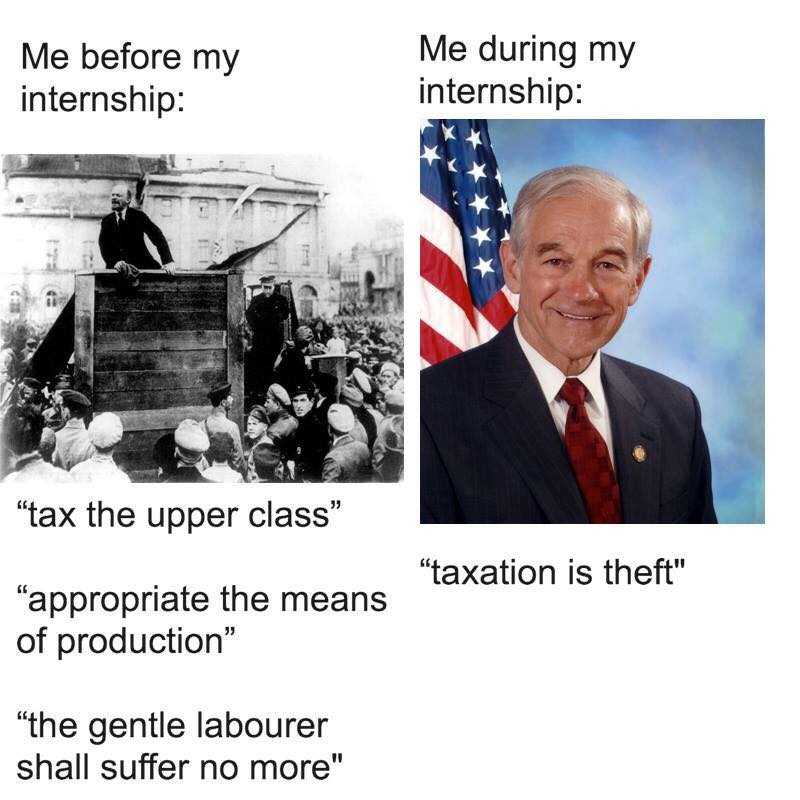 Me before my
internship:
“tax the upper class”
“appropriate the means
of production”
“the gentle labourer
shall suffer no more"
Me during my
internship:
“taxation is theft"